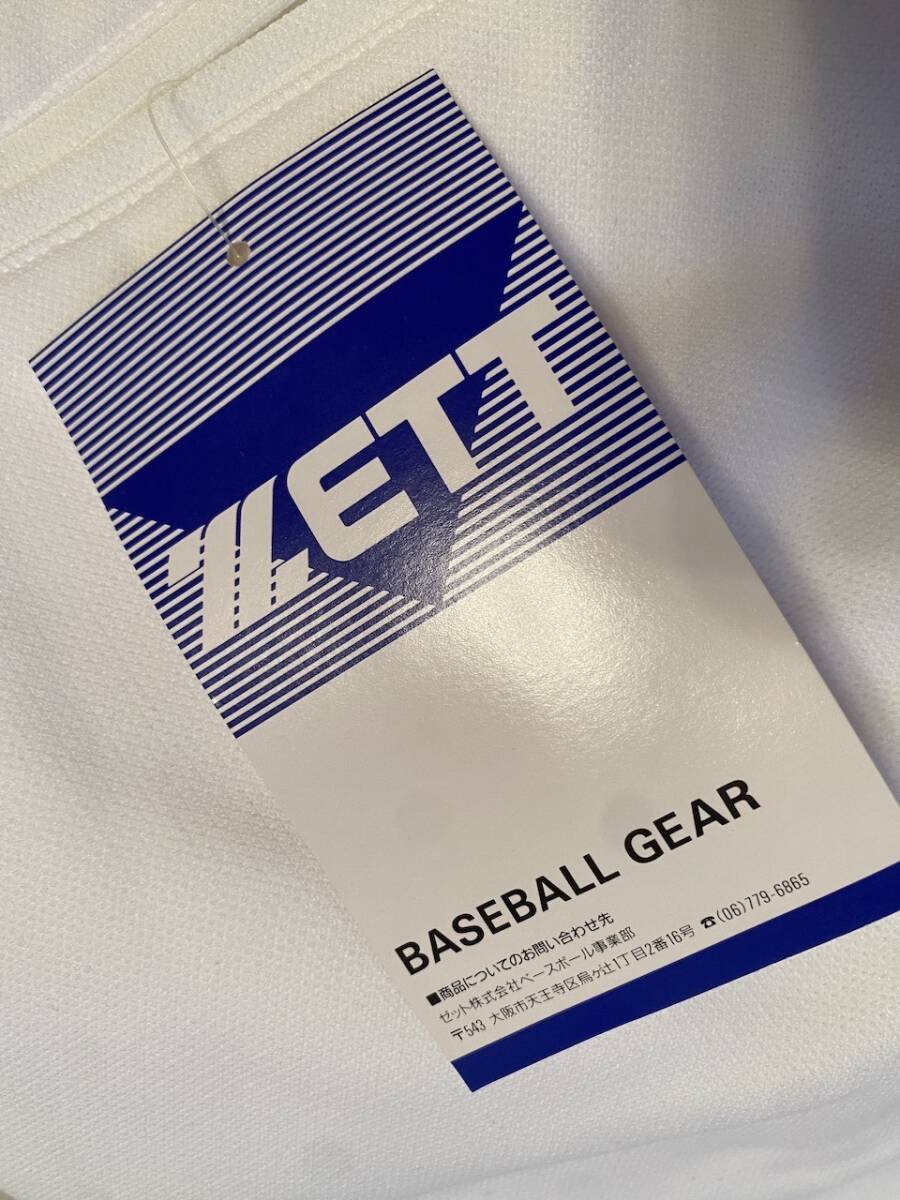 ZETT
BASEBALL GEAR
■商品についてのお問い合わせ先
ゼット株式会社ベースボール事業部
〒543 大阪市天王寺区烏ヶ辻1丁目2番16号 ☎(06)779-6865